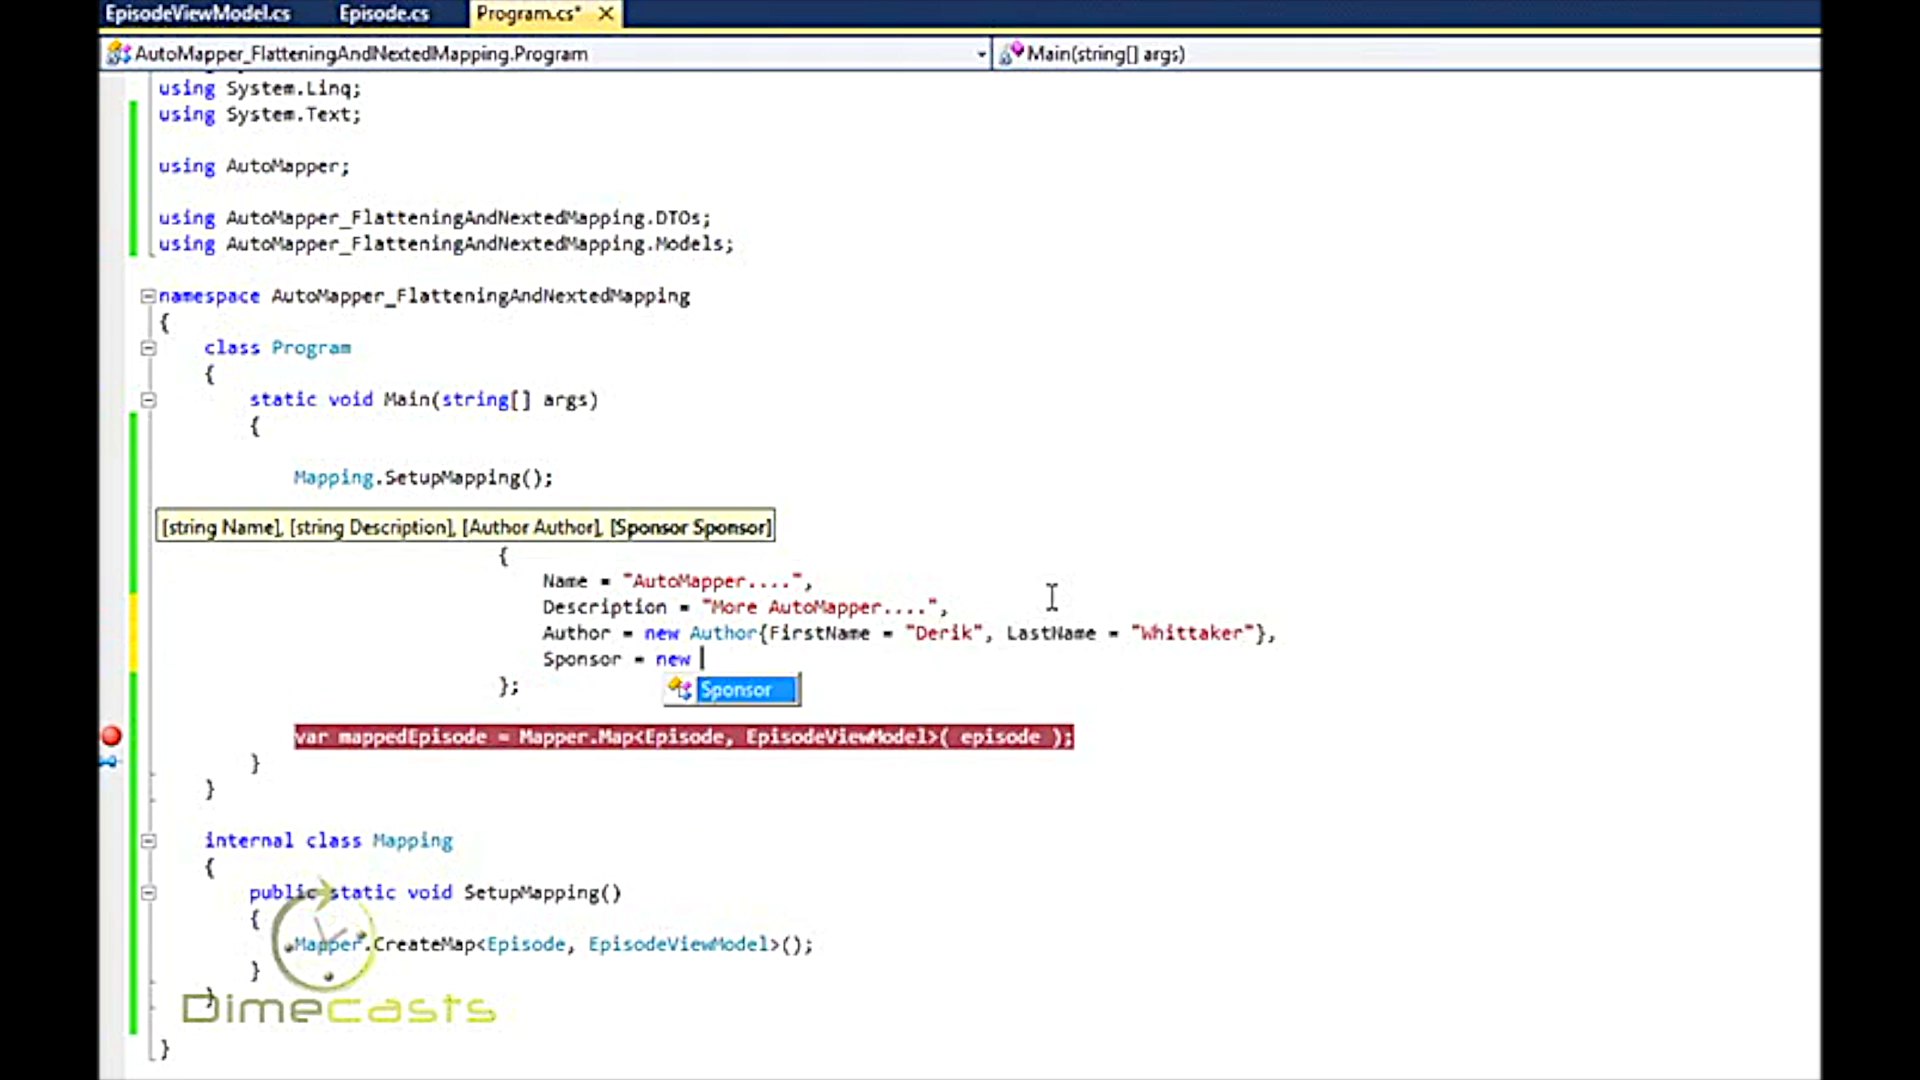 EpisodeViewModel.cs Episode.cs Program.cs* X
AutoMapper_FlatteningAndNextedMapping.Program Main(string[] args)
using System.Linq;
using System.Text;
using AutoMapper;
using AutoMapper_FlatteningAndNextedMapping.DTOs;
using AutoMapper_FlatteningAndNextedMapping.Models;
namespace AutoMapper_FlatteningAndNextedMapping
{
class Program
{
static void Main(string[] args)
{
Mapping.SetupMapping();
[string Name], [string Description], [Author Author], [Sponsor Sponsor]
{
Name = "AutoMapper....",
Description = "More AutoMapper....",
Author = new Author{FirstName = "Derik", LastName = "Whittaker"},
Sponsor = new
};
Sponsor
var mappedEpisode = Mapper.Map<Episode, EpisodeViewModel>( episode );
}
}
internal class Mapping
{
public static void SetupMapping()
{
Mapper.CreateMap<Episode, EpisodeViewModel>();
}
}
Dimecasts
}